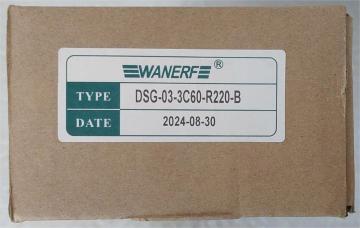 WANERF®
TYPE DSG-03-3C60-R220-B
DATE 2024-08-30